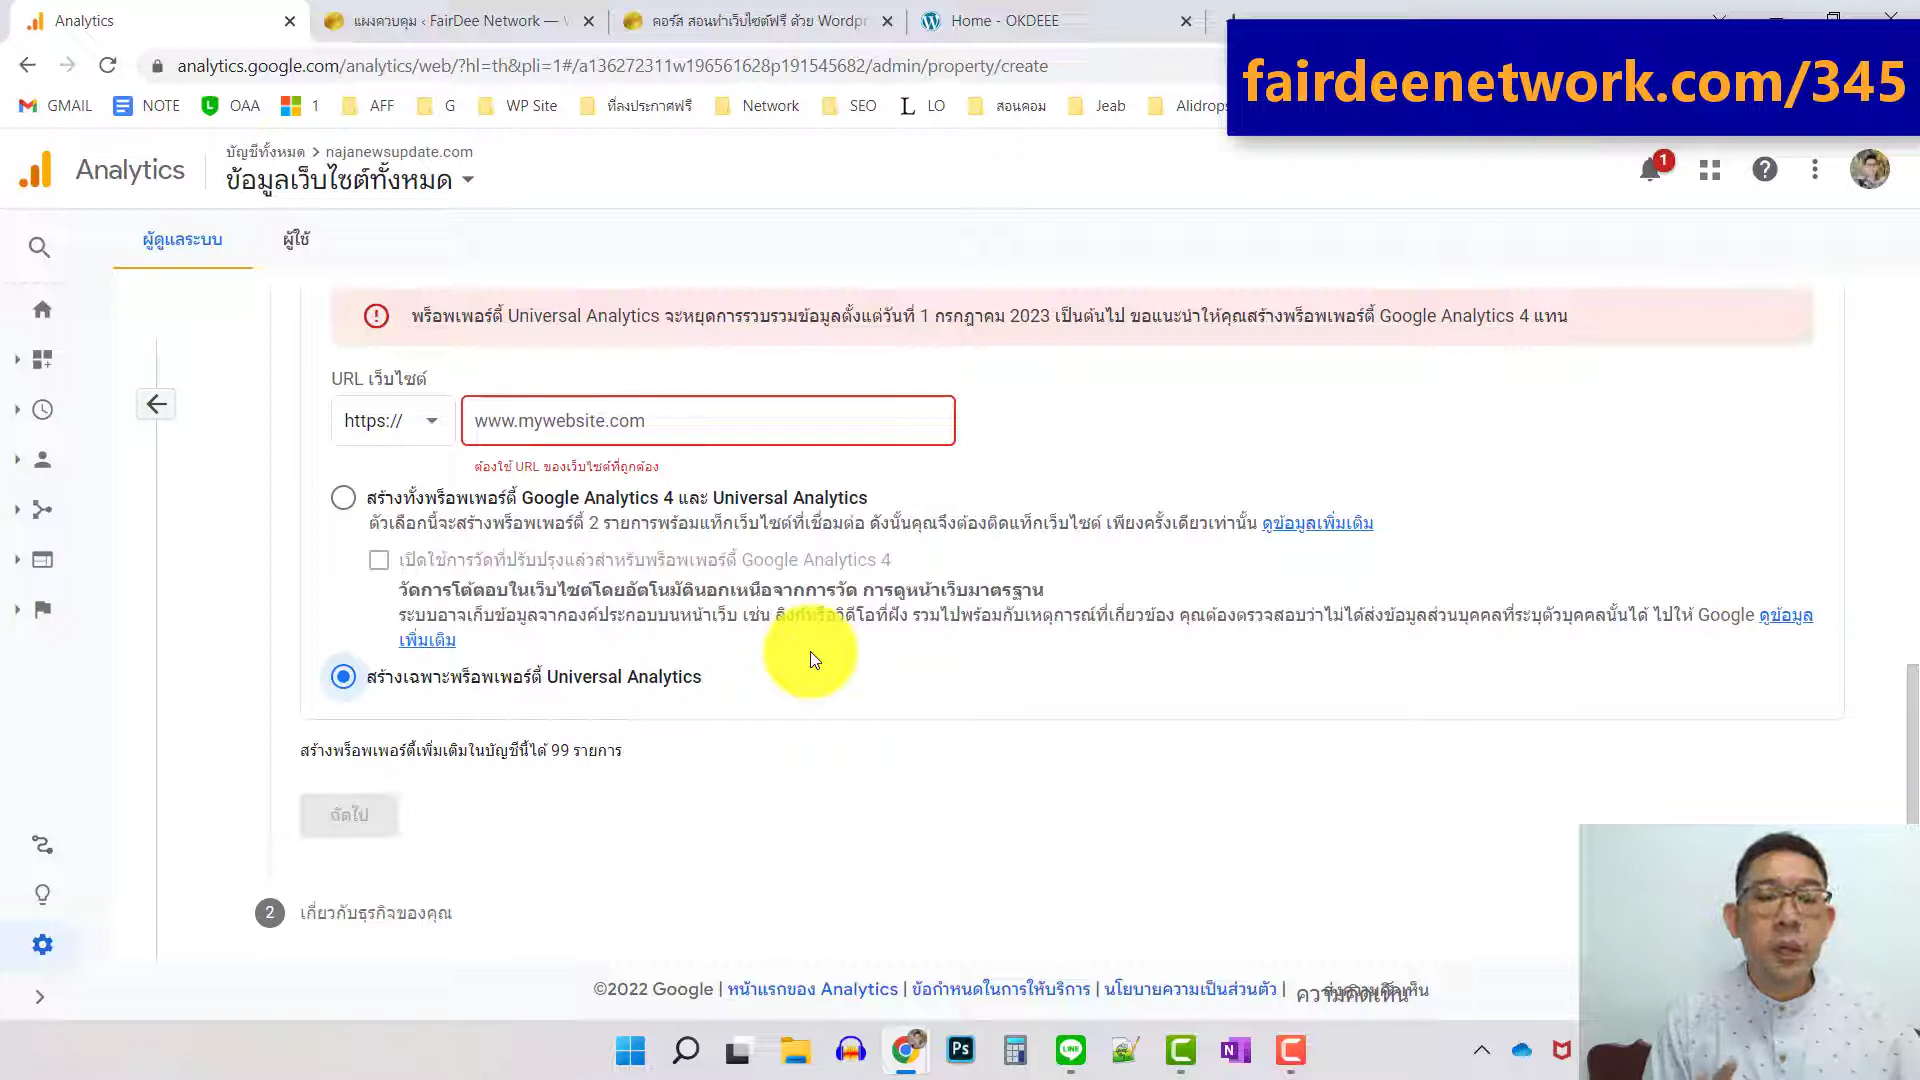 Analytics
แผงควบคุม ‹ FairDee Network —
คอร์ส สอนทำเว็บไซต์ฟรี ด้วย Wordpr
Home - OKDEEE
analytics.google.com/analytics/web/?hl=th&pli=1#/a136272311w196561628p191545682/admin/property/create
fairdeenetwork.com/345
GMAIL
NOTE
OAA
1
AFF
G
WP Site
ที่ลงประกาศฟรี
Network
SEO
LO
สอนคอม
Jeab
Alidrops
Analytics
บัญชีทั้งหมด > najanewsupdate.com
ข้อมูลเว็บไซต์ทั้งหมด
1
ผู้ดูแลระบบ
ผู้ใช้
พร็อพเพอร์ตี้ Universal Analytics จะหยุดการรวบรวมข้อมูลตั้งแต่วันที่ 1 กรกฎาคม 2023 เป็นต้นไป ขอแนะนำให้คุณสร้างพร็อพเพอร์ตี้ Google Analytics 4 แทน
URL เว็บไซต์
https://
www.mywebsite.com
ต้องใช้ URL ของเว็บไซต์ที่ถูกต้อง
สร้างทั้งพร็อพเพอร์ตี้ Google Analytics 4 และ Universal Analytics
ตัวเลือกนี้จะสร้างพร็อพเพอร์ตี้ 2 รายการพร้อมแท็กเว็บไซต์ที่เชื่อมต่อ ดังนั้นคุณจึงต้องติดแท็กเว็บไซต์ เพียงครั้งเดียวเท่านั้น ดูข้อมูลเพิ่มเติม
เปิดใช้การวัดที่ปรับปรุงแล้วสำหรับพร็อพเพอร์ตี้ Google Analytics 4
วัดการโต้ตอบในเว็บไซต์โดยอัตโนมัตินอกเหนือจากการวัด การดูหน้าเว็บมาตรฐาน
ระบบอาจเก็บข้อมูลจากองค์ประกอบบนหน้าเว็บ เช่น ลิงก์หรือวิดีโอที่ฝัง รวมไปพร้อมกับเหตุการณ์ที่เกี่ยวข้อง คุณต้องตรวจสอบว่าไม่ได้ส่งข้อมูลส่วนบุคคลที่ระบุตัวบุคคลนั้นได้ ไปให้ Google ดูข้อมูล
เพิ่มเติม
สร้างเฉพาะพร็อพเพอร์ตี้ Universal Analytics
สร้างพร็อพเพอร์ตี้เพิ่มเติมในบัญชีนี้ได้ 99 รายการ
ถัดไป
2
เกี่ยวกับธุรกิจของคุณ
©2022 Google | หน้าแรกของ Analytics | ข้อกำหนดในการให้บริการ | นโยบายความเป็นส่วนตัว |
Ps
LINE
N